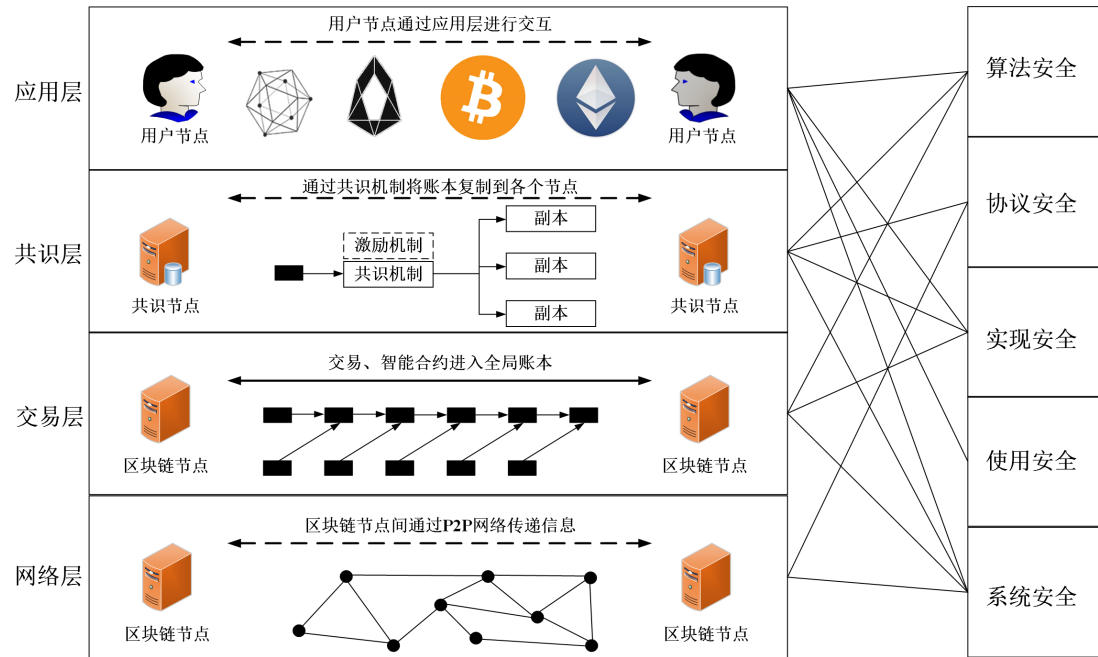 用户节点通过应用层进行交互
应用层
用户节点
用户节点
通过共识机制将账本复制到各个节点
共识层
激励机制
共识机制
副本
副本
副本
共识节点
共识节点
交易、智能合约进入全局账本
交易层
区块链节点
区块链节点
区块链节点间通过P2P网络传递信息
网络层
区块链节点
区块链节点
算法安全
协议安全
实现安全
使用安全
系统安全